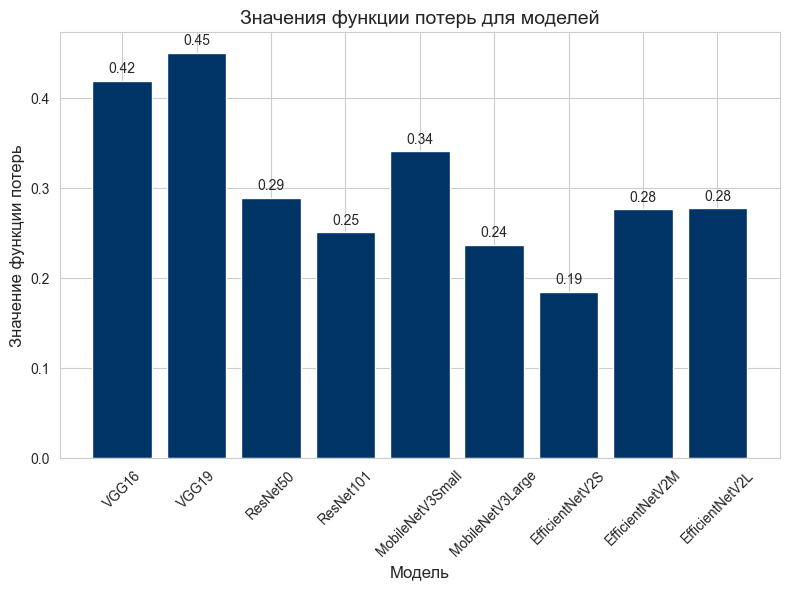 Значения функции потерь для моделей
Значение функции потерь
0.4
0.3
0.2
0.1
0.0
0.42
0.45
0.29
0.25
0.34
0.24
0.19
0.28
0.28
VGG16
VGG19
ResNet50
ResNet101
MobileNetV3Small
MobileNetV3Large
EfficientNetV2S
EfficientNetV2M
EfficientNetV2L
Модель